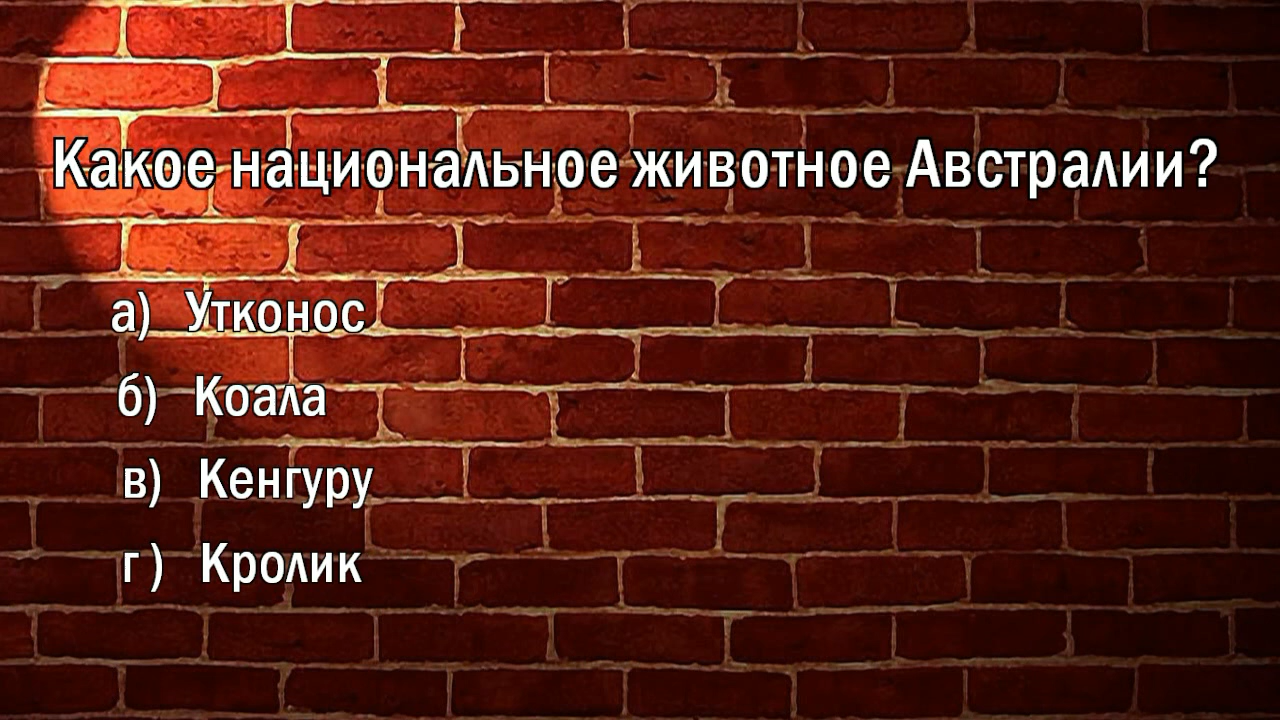 Какое национальное животное Австралии?
а) Утконос
б) Коала
в) Кенгуру
г ) Кролик